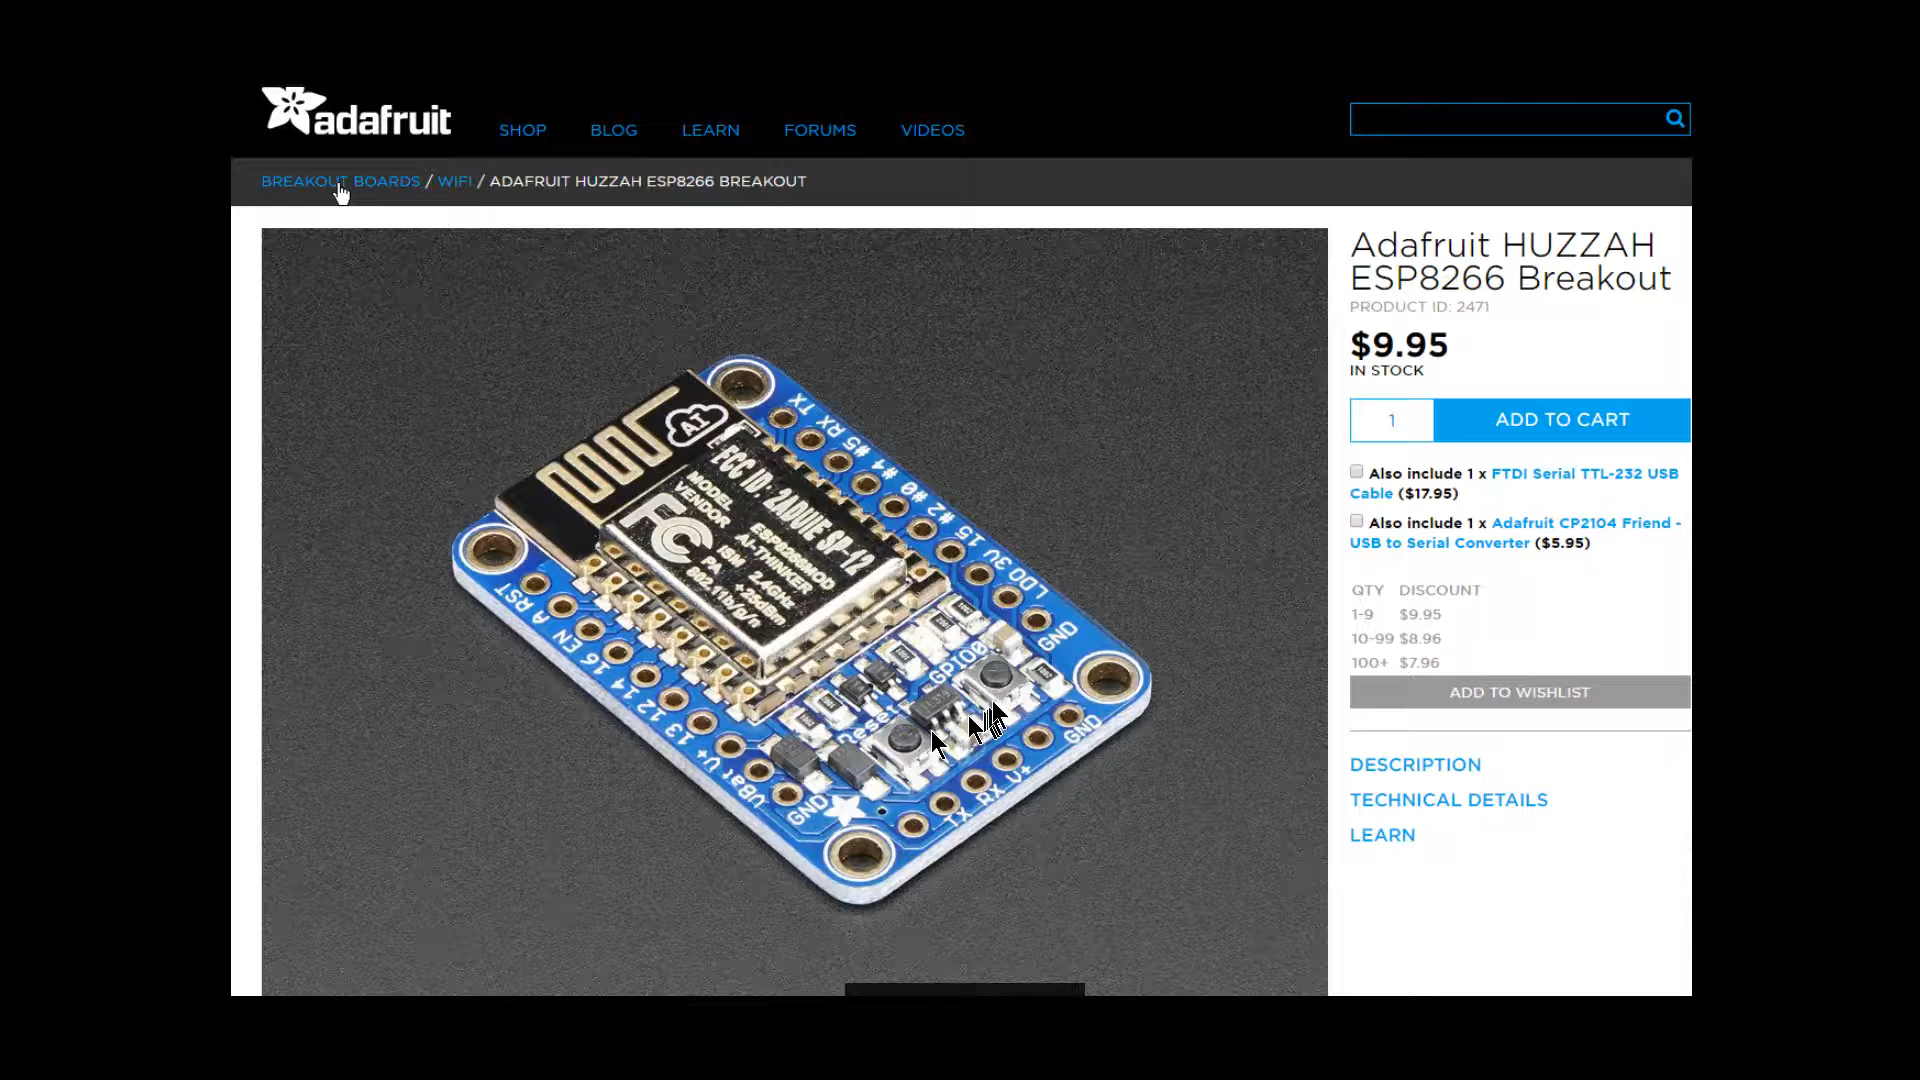 adafruit
SHOP BLOG LEARN FORUMS VIDEOS
BREAKOUT BOARDS / WIFI / ADAFRUIT HUZZAH ESP8266 BREAKOUT
Adafruit HUZZAH
ESP8266 Breakout
PRODUCT ID: 2471
$9.95
IN STOCK
1 ADD TO CART
Also include 1 x FTDI Serial TTL-232 USB
Cable ($17.95)
Also include 1 x Adafruit CP2104 Friend -
USB to Serial Converter ($5.95)
QTY DISCOUNT
1-9 $9.95
10-99 $8.96
100+ $7.96
ADD TO WISHLIST
DESCRIPTION
TECHNICAL DETAILS
LEARN
TX RX #5 #4 #0 #2 15 3V LDO GND
Ai
FCC ID: 2ADUIE SP-12
MODEL ESP8266MOD
VENDOR AI-THINKER
ISM 2.4GHz
PA +25dBm
802.11b/g/n
FC
A RST EN 16 14 12 13 V+ VBat GND
GPIO0
Reset
TX RX V+ GND